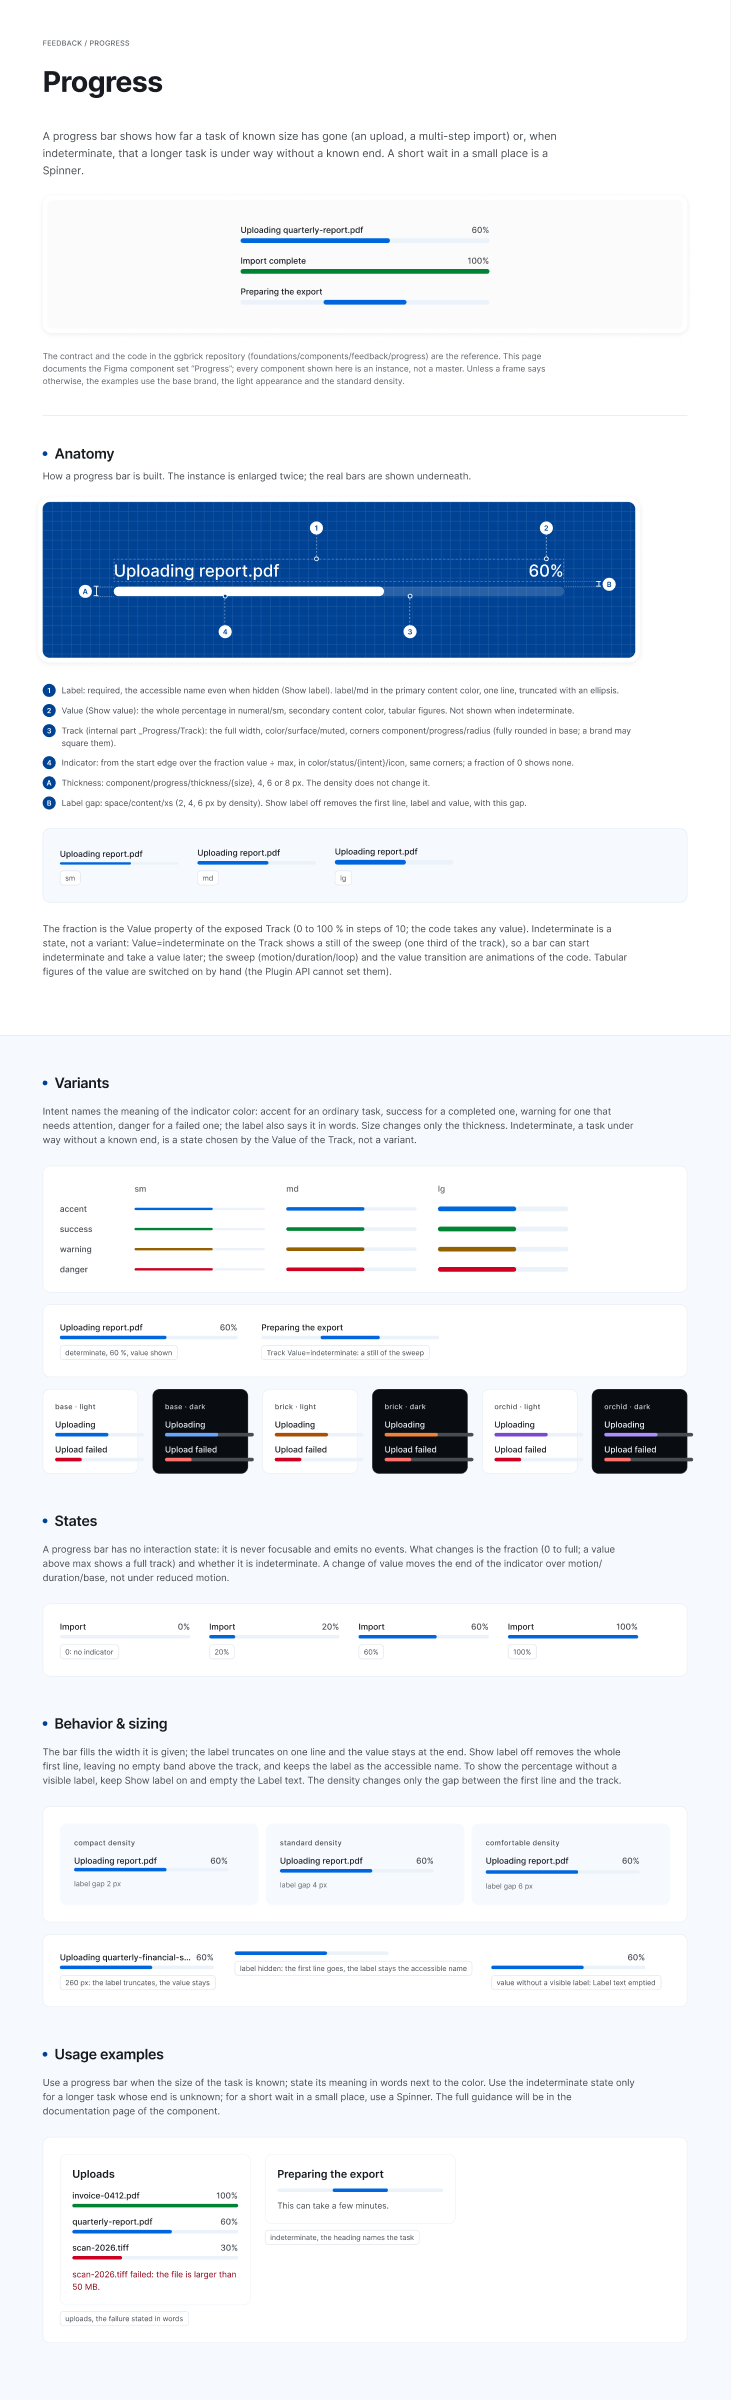 FEEDBACK / PROGRESS
Progress
A progress bar shows how far a task of known size has gone (an upload, a multi-step import) or, when
indeterminate, that a longer task is under way without a known end. A short wait in a small place is a
Spinner.
Uploading quarterly-report.pdf 60%
Import complete 100%
Preparing the export
The contract and the code in the ggbrick repository (foundations/components/feedback/progress) are the reference. This page
documents the Figma component set "Progress"; every component shown here is an instance, not a master. Unless a frame says
otherwise, the examples use the base brand, the light appearance and the standard density.
Anatomy
How a progress bar is built. The instance is enlarged twice; the real bars are shown underneath.
1 2
Uploading report.pdf 60%
A B
4 3
1 Label: required, the accessible name even when hidden (Show label). label/md in the primary content color, one line, truncated with an ellipsis.
2 Value (Show value): the whole percentage in numeral/sm, secondary content color, tabular figures. Not shown when indeterminate.
3 Track (internal part _Progress/Track): the full width, color/surface/muted, corners component/progress/radius (fully rounded in base; a brand may
square them).
4 Indicator: from the start edge over the fraction value ÷ max, in color/status/{intent}/icon, same corners; a fraction of 0 shows none.
A Thickness: component/progress/thickness/{size}, 4, 6 or 8 px. The density does not change it.
B Label gap: space/content/xs (2, 4, 6 px by density). Show label off removes the first line, label and value, with this gap.
Uploading report.pdf Uploading report.pdf Uploading report.pdf
sm md lg
The fraction is the Value property of the exposed Track (0 to 100 % in steps of 10; the code takes any value). Indeterminate is a
state, not a variant: Value=indeterminate on the Track shows a still of the sweep (one third of the track), so a bar can start
indeterminate and take a value later; the sweep (motion/duration/loop) and the value transition are animations of the code. Tabular
figures of the value are switched on by hand (the Plugin API cannot set them).
Variants
Intent names the meaning of the indicator color: accent for an ordinary task, success for a completed one, warning for one that
needs attention, danger for a failed one; the label also says it in words. Size changes only the thickness. Indeterminate, a task under
way without a known end, is a state chosen by the Value of the Track, not a variant.
sm md lg
accent
success
warning
danger
Uploading report.pdf 60% Preparing the export
determinate, 60 %, value shown Track Value=indeterminate: a still of the sweep
base · light base · dark brick · light brick · dark orchid · light orchid · dark
Uploading Uploading Uploading Uploading Uploading Uploading
Upload failed Upload failed Upload failed Upload failed Upload failed Upload failed
States
A progress bar has no interaction state: it is never focusable and emits no events. What changes is the fraction (0 to full; a value
above max shows a full track) and whether it is indeterminate. A change of value moves the end of the indicator over motion/
duration/base, not under reduced motion.
Import 0% Import 20% Import 60% Import 100%
0: no indicator 20% 60% 100%
Behavior & sizing
The bar fills the width it is given; the label truncates on one line and the value stays at the end. Show label off removes the whole
first line, leaving no empty band above the track, and keeps the label as the accessible name. To show the percentage without a
visible label, keep Show label on and empty the Label text. The density changes only the gap between the first line and the track.
compact density standard density comfortable density
Uploading report.pdf 60% Uploading report.pdf 60% Uploading report.pdf 60%
label gap 2 px label gap 4 px label gap 6 px
Uploading quarterly-financial-s... 60% 60%
260 px: the label truncates, the value stays label hidden: the first line goes, the label stays the accessible name value without a visible label: Label text emptied
Usage examples
Use a progress bar when the size of the task is known; state its meaning in words next to the color. Use the indeterminate state only
for a longer task whose end is unknown; for a short wait in a small place, use a Spinner. The full guidance will be in the
documentation page of the component.
Uploads Preparing the export
invoice-0412.pdf 100%
This can take a few minutes.
quarterly-report.pdf 60%
indeterminate, the heading names the task
scan-2026.tiff 30%
scan-2026.tiff failed: the file is larger than
50 MB.
uploads, the failure stated in words